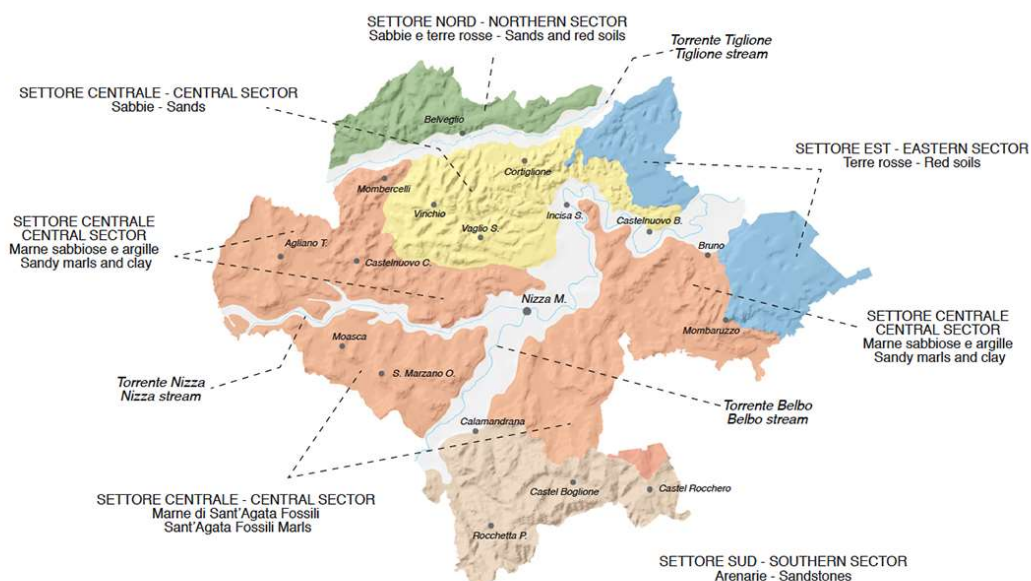 SETTORE NORD - NORTHERN SECTOR
Sabbie e terre rosse - Sands and red soils
Torrente Tiglione
Tiglione stream
SETTORE CENTRALE - CENTRAL SECTOR
Sabbie - Sands
Belveglio
SETTORE EST - EASTERN SECTOR
Terre rosse - Red soils
Cortiglione
Mombercelli
Vinchio
Incisa S.
SETTORE CENTRALE
CENTRAL SECTOR
Marne sabbiose e argille
Sandy marls and clay
Castelnuovo B.
Vaglio S.
Agliano T.
Bruno
Castelnuovo C.
Nizza M.
SETTORE CENTRALE
CENTRAL SECTOR
Marne sabbiose e argille
Sandy marls and clay
Mombaruzzo
Moasca
S. Marzano O.
Torrente Nizza
Nizza stream
Torrente Belbo
Belbo stream
Calamandrana
SETTORE CENTRALE - CENTRAL SECTOR
Marne di Sant'Agata Fossili
Sant'Agata Fossili Marls
Castel Boglione
Castel Rocchero
Rocchetta P.
SETTORE SUD - SOUTHERN SECTOR
Arenarie - Sandstones